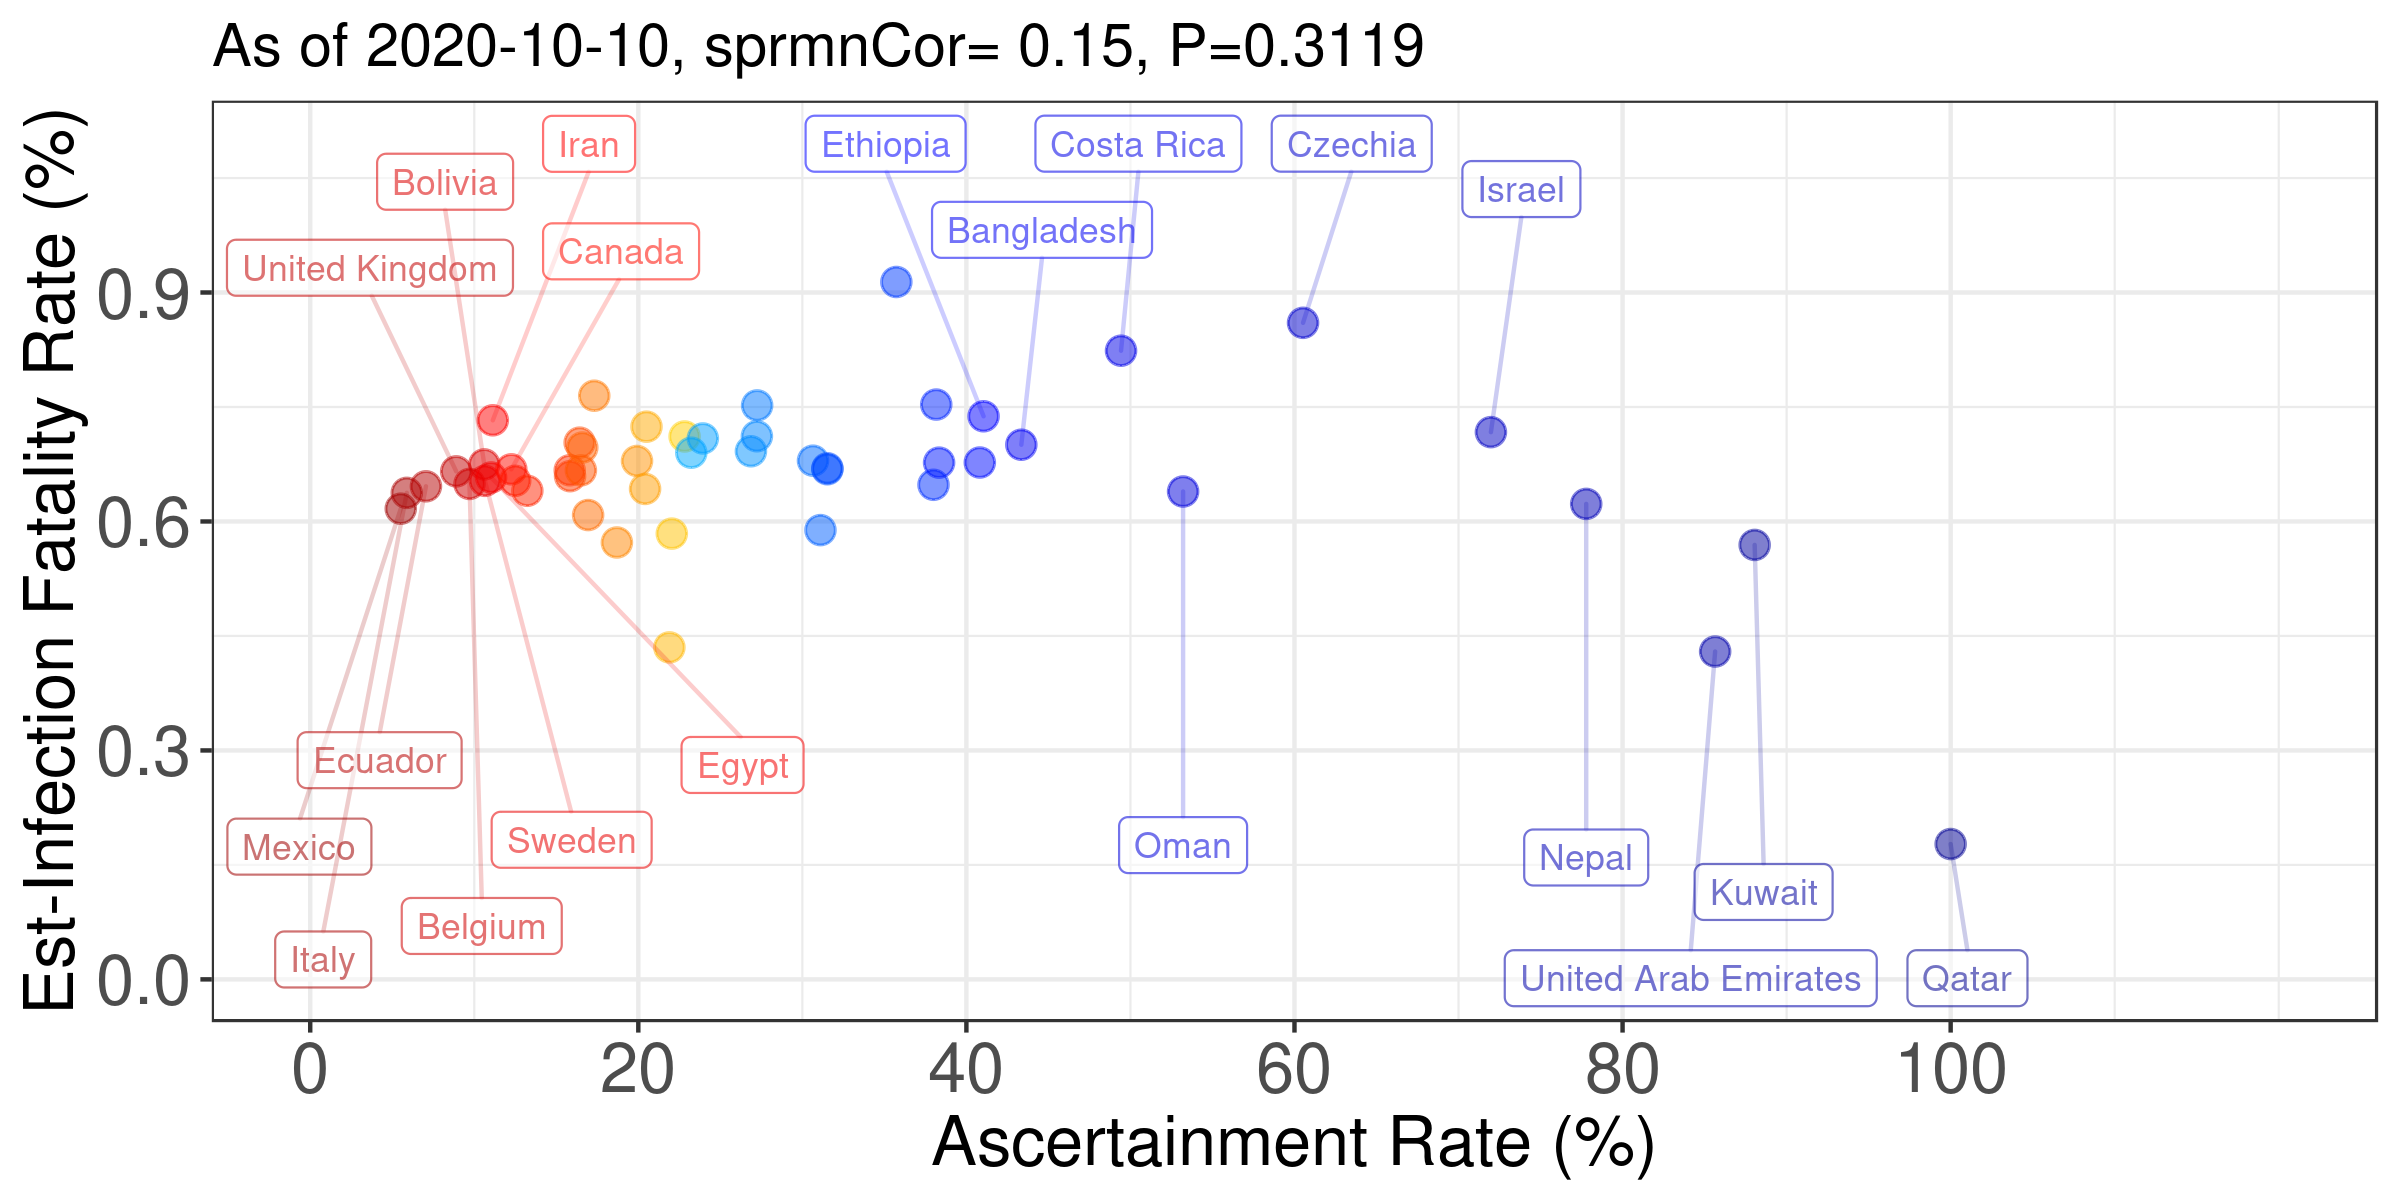 As of 2020-10-10, sprmnCor= 0.15, P=0.3119
Est-Infection Fatality Rate (%)
0.9
0.6
0.3
0.0
Iran
Ethiopia
Costa Rica
Czechia
Bolivia
Israel
Bangladesh
Canada
United Kingdom
Ecuador
Egypt
Mexico
Sweden
Oman
Nepal
Kuwait
Belgium
Italy
United Arab Emirates
Qatar
0
20
40
60
80
100
Ascertainment Rate (%)